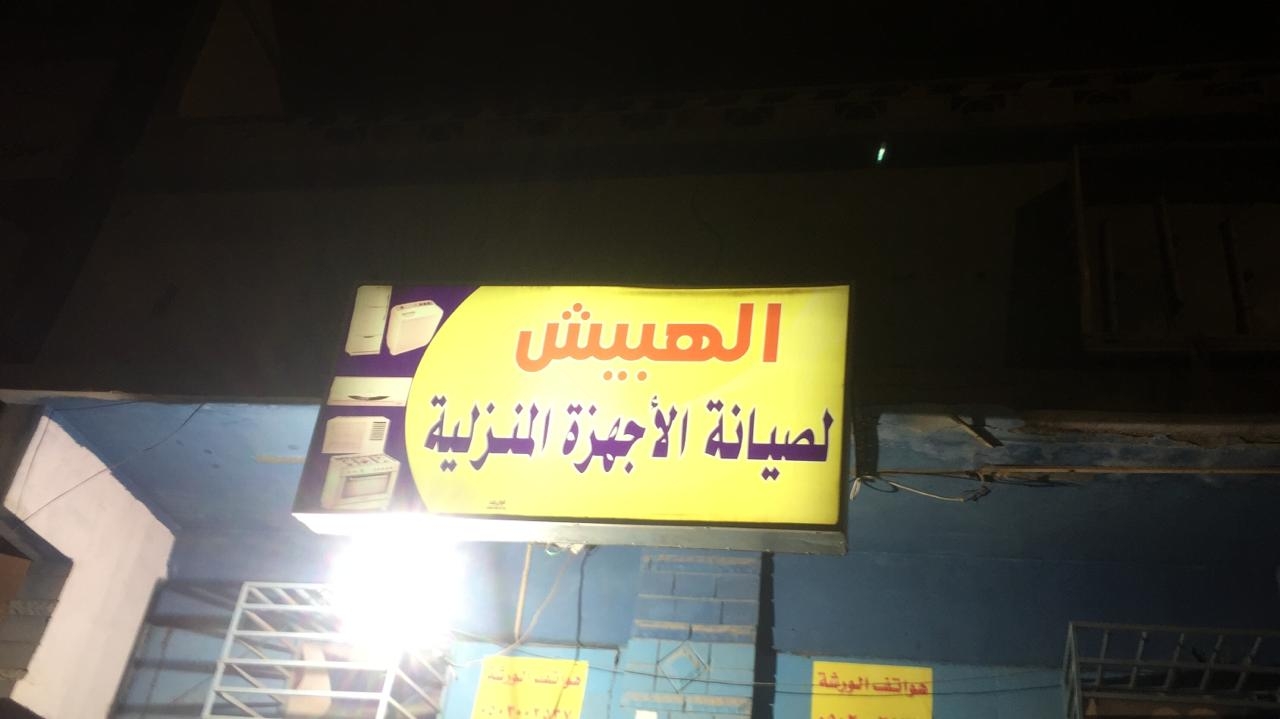 الهبيش
لصيانة الأجهزة المنزلية
هواتف الورشة
هواتف الورشة